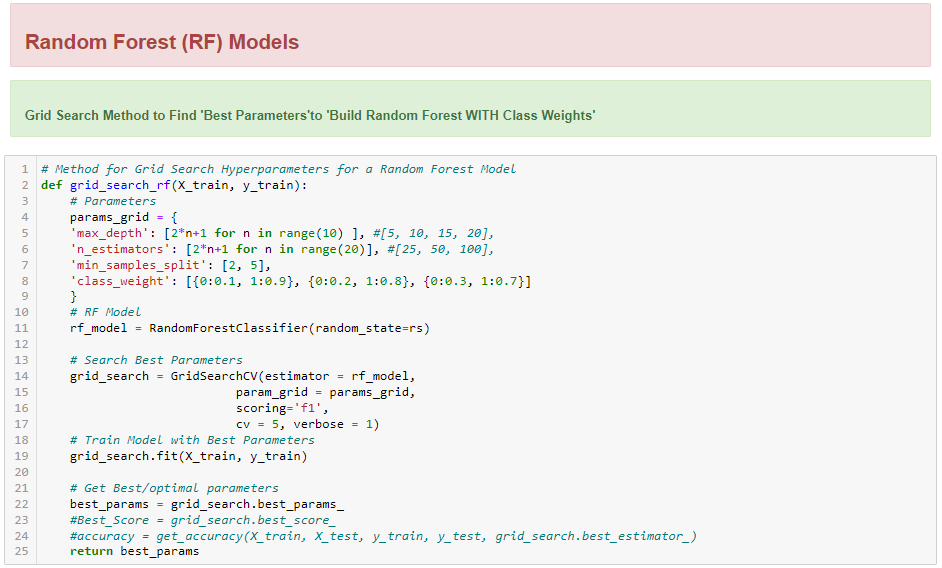 Random Forest (RF) Models
Grid Search Method to Find 'Best Parameters'to 'Build Random Forest WITH Class Weights'
1 # Method for Grid Search Hyperparameters for a Random Forest Model
2 def grid_search_rf(X_train, y_train):
3     # Parameters
4     params_grid = {
5     'max_depth': [2*n+1 for n in range(10) ], #[5, 10, 15, 20],
6     'n_estimators': [2*n+1 for n in range(20)], #[25, 50, 100],
7     'min_samples_split': [2, 5],
8     'class_weight': [{0:0.1, 1:0.9}, {0:0.2, 1:0.8}, {0:0.3, 1:0.7}]
9     }
10     # RF Model
11     rf_model = RandomForestClassifier(random_state=rs)
12
13     # Search Best Parameters
14     grid_search = GridSearchCV(estimator = rf_model,
15                            param_grid = params_grid,
16                            scoring='f1',
17                            cv = 5, verbose = 1)
18     # Train Model with Best Parameters
19     grid_search.fit(X_train, y_train)
20
21     # Get Best/optimal parameters
22     best_params = grid_search.best_params_
23     #Best_Score = grid_search.best_score_
24     #accuracy = get_accuracy(X_train, X_test, y_train, y_test, grid_search.best_estimator_)
25     return best_params